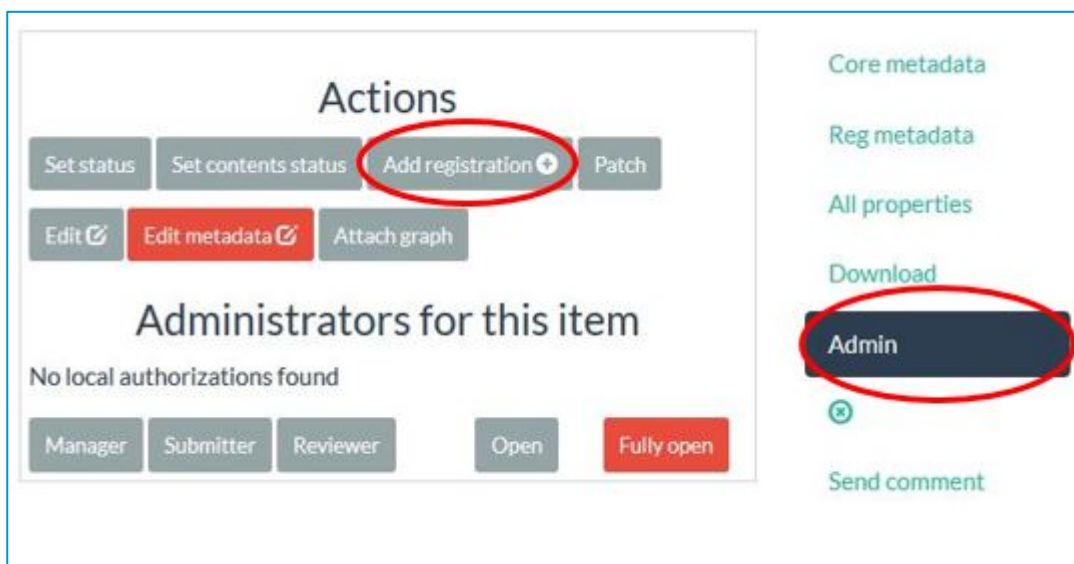 Actions
Set status Set contents status Add registration Patch
Edit Edit metadata Attach graph
Administrators for this item
No local authorizations found
Manager Submitter Reviewer Open Fully open
Core metadata
Reg metadata
All properties
Download
Admin
Send comment